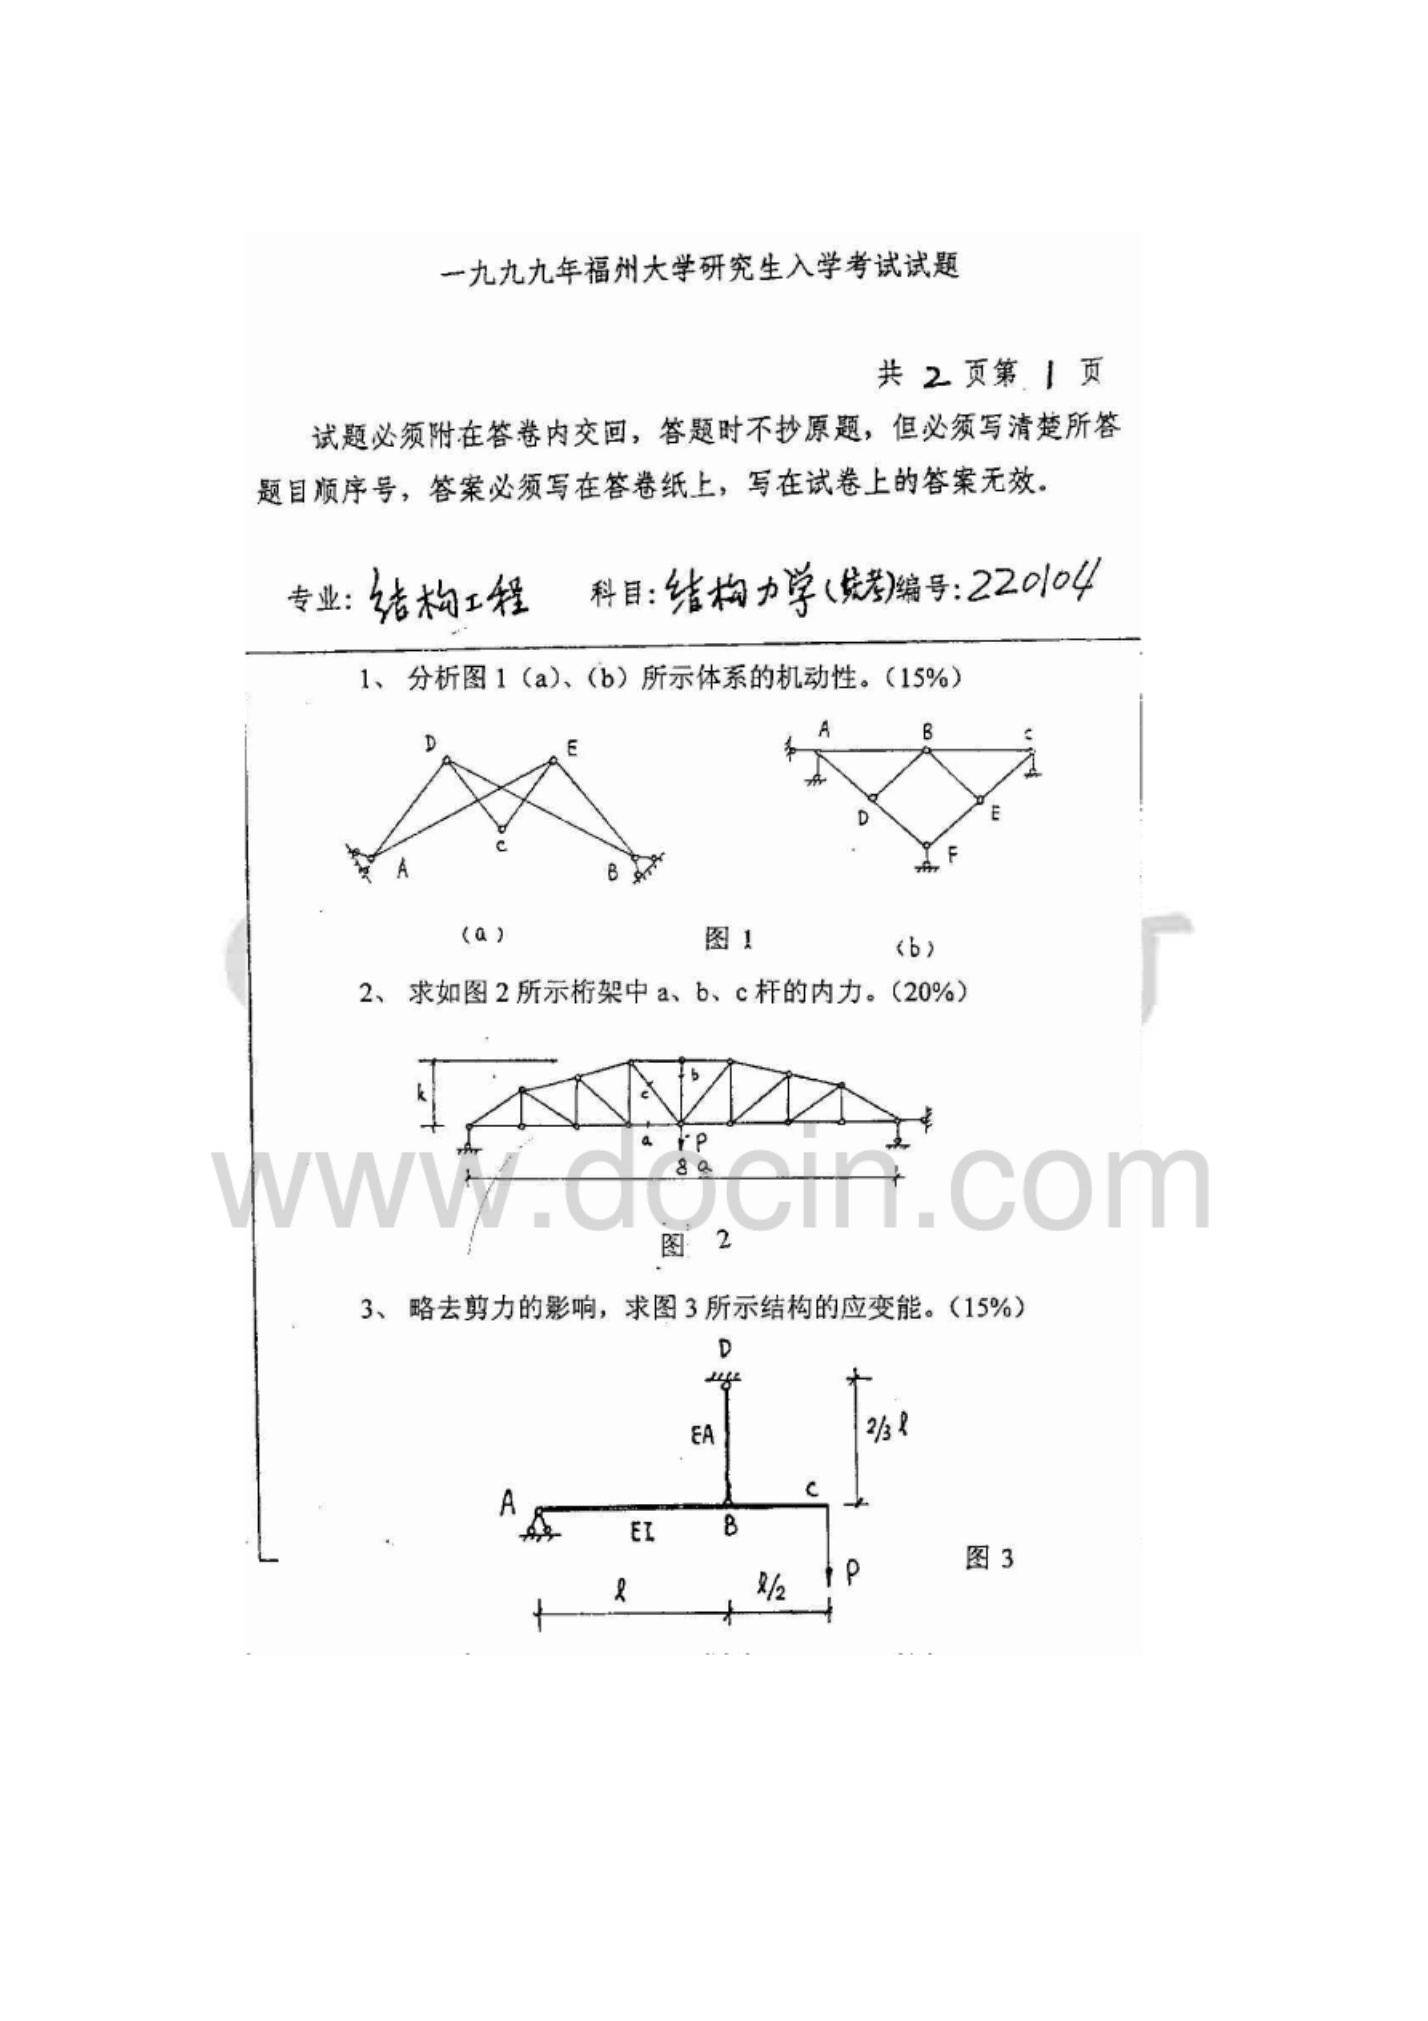 一九九九年福州大学研究生入学考试试题
共 2 页第 1 页
试题必须附在答卷内交回，答题时不抄原题，但必须写清楚所答
题目顺序号，答案必须写在答卷纸上，写在试卷上的答案无效．
专业：结构工程 科目：结构力学(统考)编号：220104
1、 分析图 1（a）、（b）所示体系的机动性。（15%）
D E A C B
A B C D E F
(a) 图 1 (b)
2、 求如图 2 所示桁架中 a、b、c 杆的内力。（20%）
k b c a P
8 a
www.docin.com
图 2
3、 略去剪力的影响，求图 3 所示结构的应变能。（15%）
D
EA 2/3 l
A C
EI B
P 图 3
l l/2